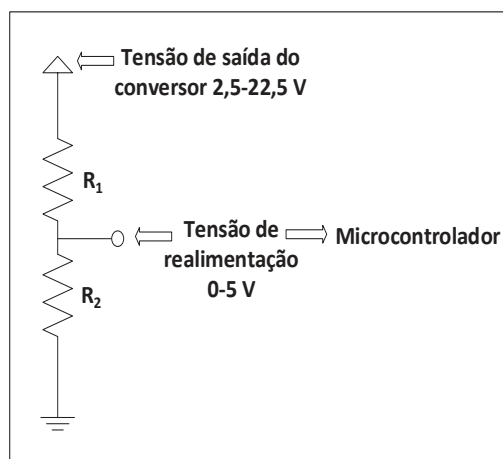 Tensão de saída do
conversor 2,5-22,5 V
R1
Tensão de
realimentação
0-5 V
Microcontrolador
R2